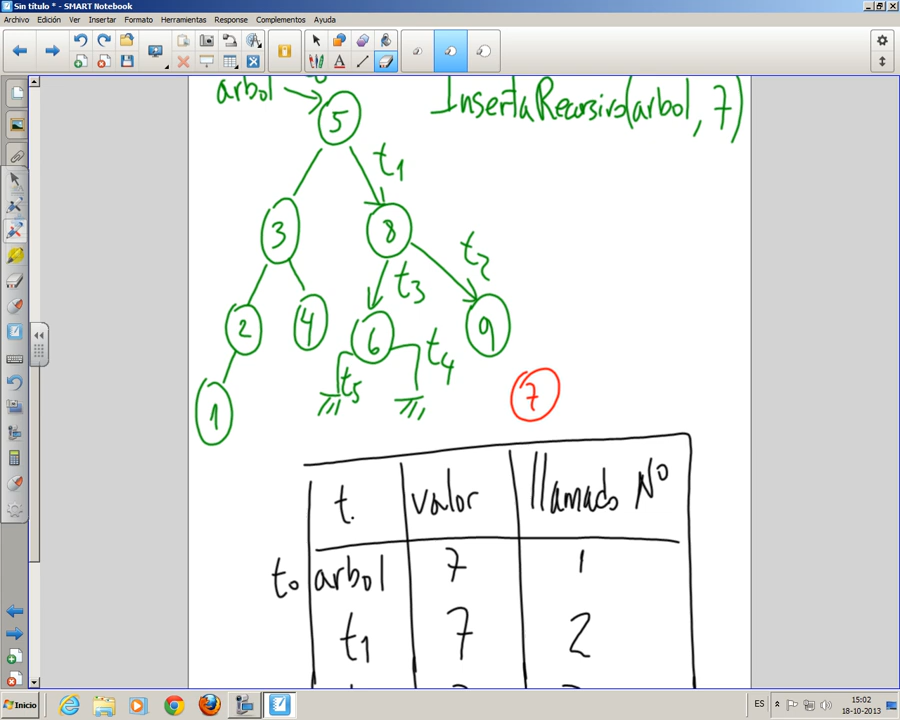 Sin título * - SMART Notebook
Archivo Edición Ver Insertar Formato Herramientas Response Complementos Ayuda
arbol
InsertaRecursivo(arbol, 7)
5
t1
3
8
t2
t3
2
4
6
9
t4
t5
1
7
t. valor llamado Nº
t0 arbol 7 1
t1 7 2
Inicio
ES
15:02
18-10-2013